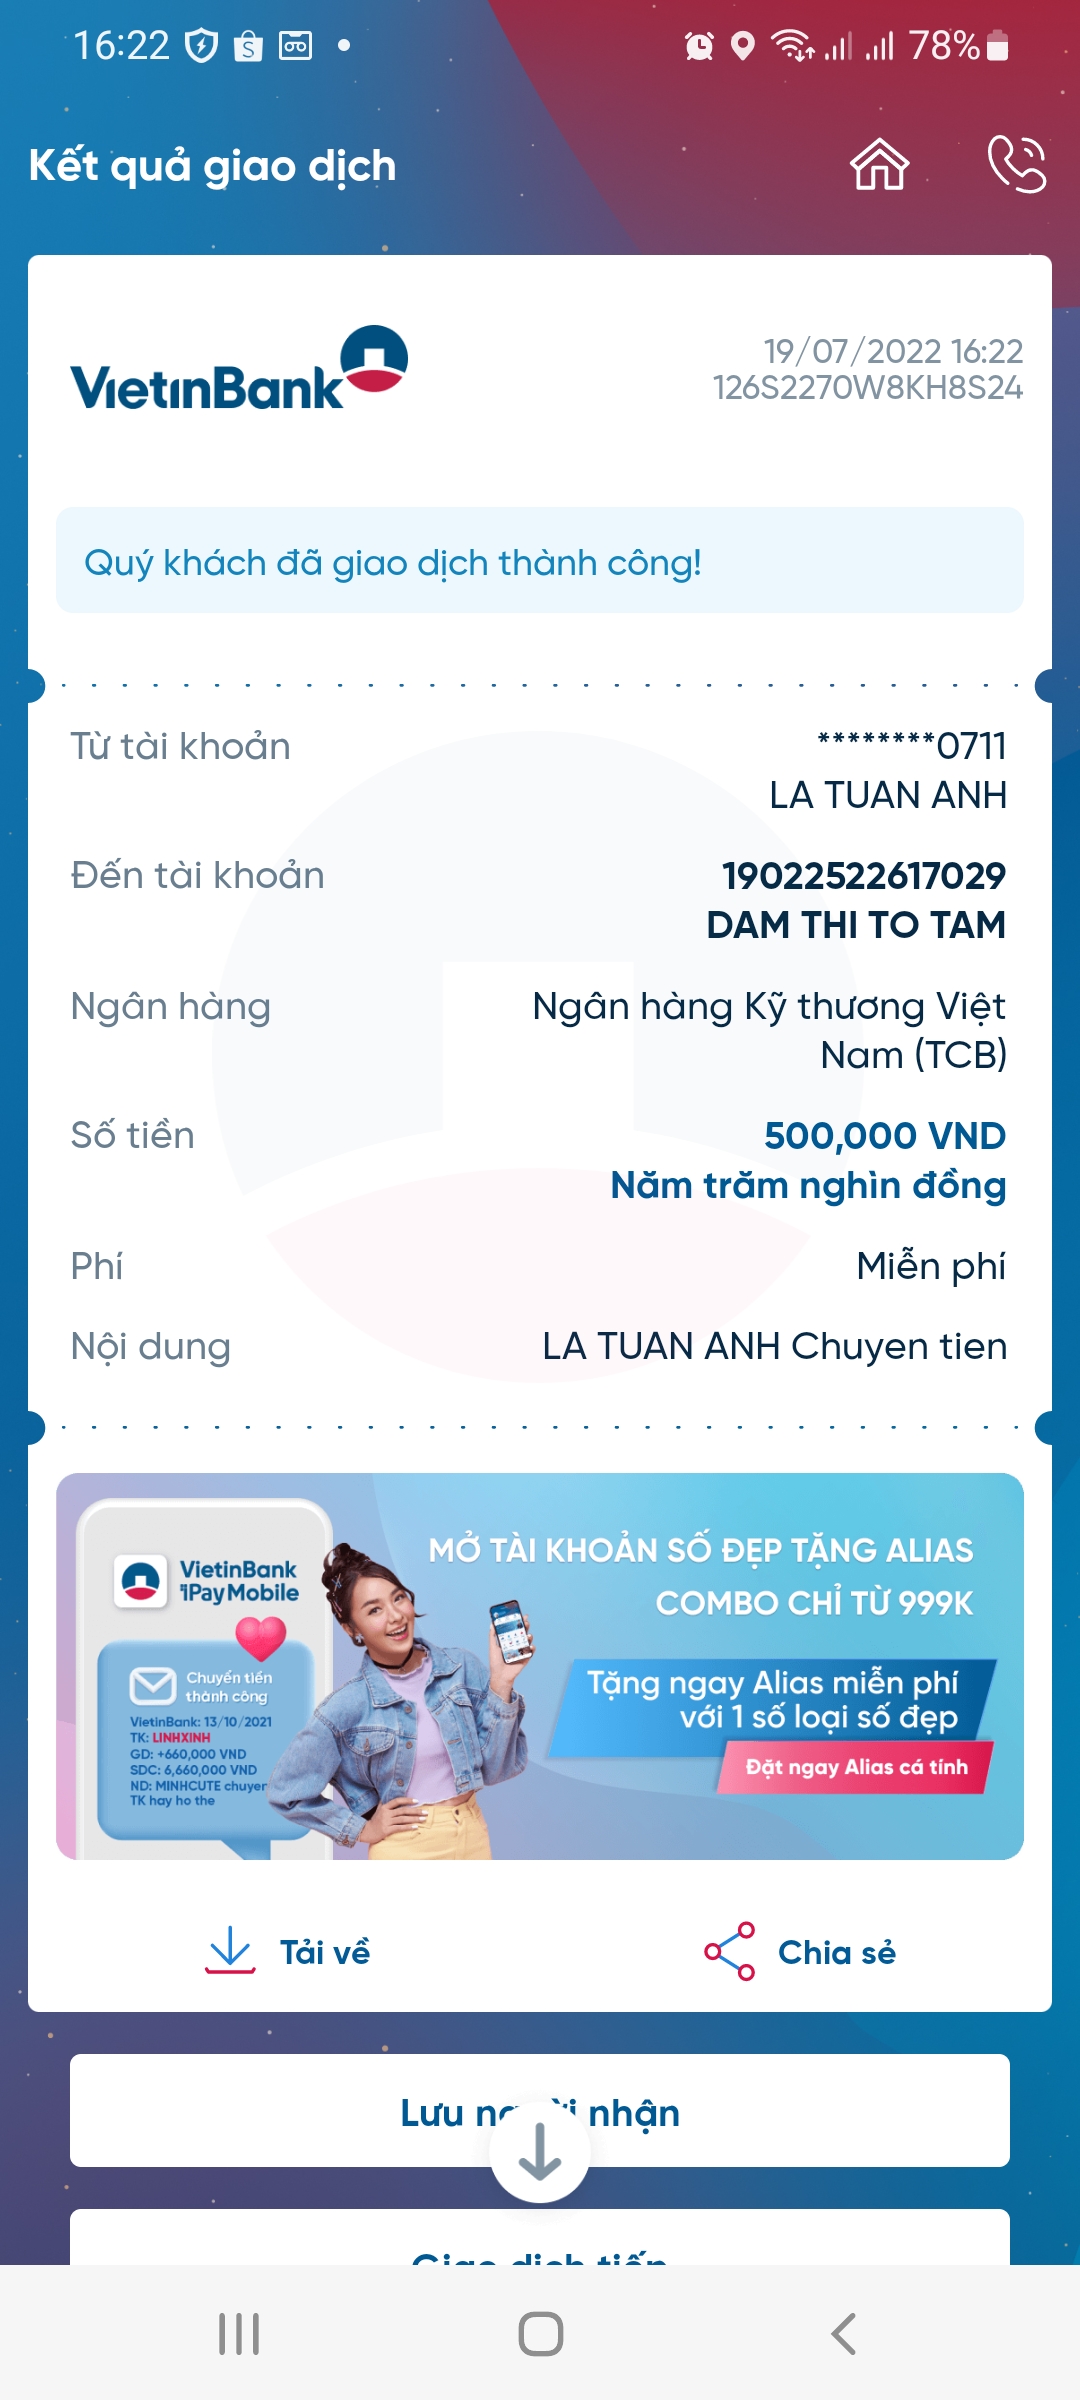 16:22
78%
Kết quả giao dịch
VietinBank
19/07/2022 16:22
126S2270W8KH8S24
Quý khách đã giao dịch thành công!
Từ tài khoản
********0711
LA TUAN ANH
Đến tài khoản
19022522617029
DAM THI TO TAM
Ngân hàng
Ngân hàng Kỹ thương Việt
Nam (TCB)
Số tiền
500,000 VND
Năm trăm nghìn đồng
Phí
Miễn phí
Nội dung
LA TUAN ANH Chuyen tien
VietinBank
iPay Mobile
Chuyển tiền
thành công
VietinBank: 13/10/2021
TK: LINHXINH
GD: +660,000 VND
SDC: 6,660,000 VND
ND: MINHCUTE chuyen
TK hay ho the
MỞ TÀI KHOẢN SỐ ĐẸP TẶNG ALIAS
COMBO CHỈ TỪ 999K
Tặng ngay Alias miễn phí
với 1 số loại số đẹp
Đặt ngay Alias cá tính
Tải về
Chia sẻ
Lưu người nhận
Giao dịch tiếp